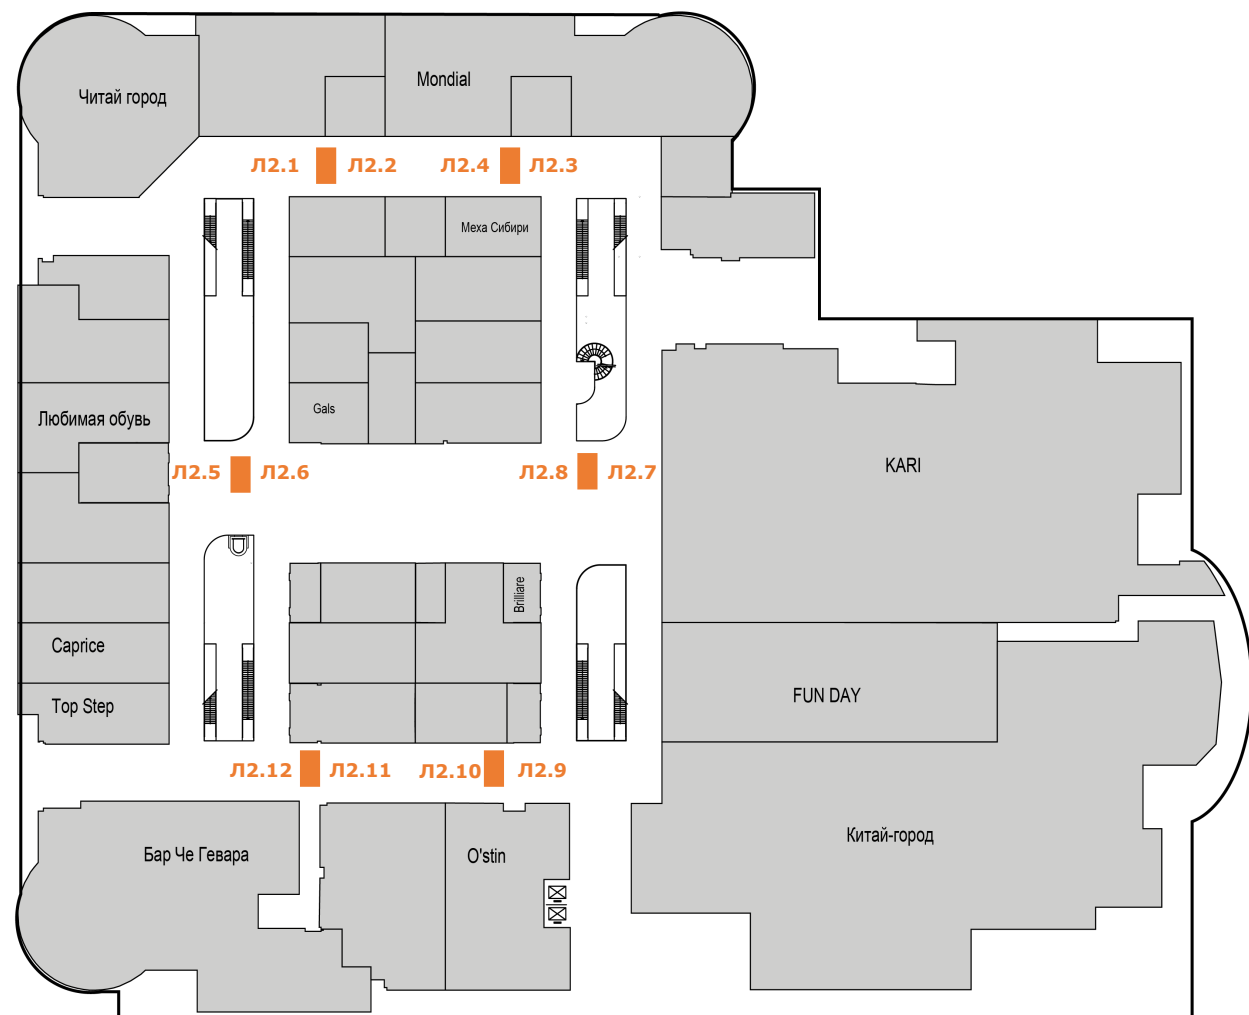 Mondial
Читай город
Л2.1
Л2.2
Л2.4
Л2.3
Меха Сибири
Gals
Любимая обувь
Л2.5
Л2.6
Л2.8
Л2.7
KARI
Brilliare
Caprice
Top Step
FUN DAY
Л2.12
Л2.11
Л2.10
Л2.9
Китай-город
Бар Че Гевара
O'stin